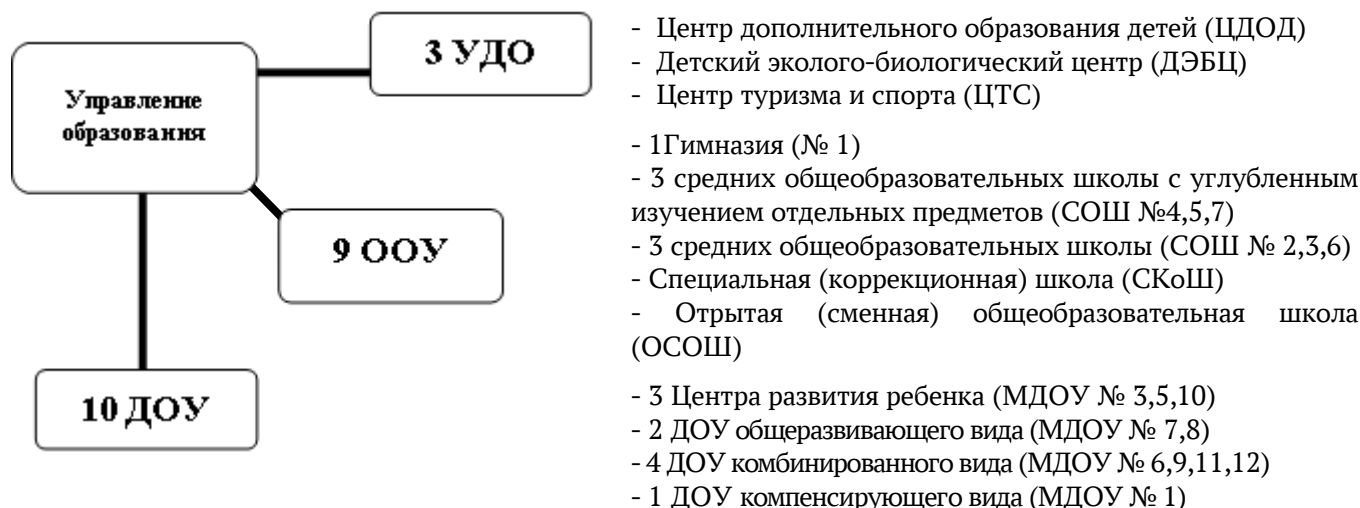 3 УДО
Управление
образования
9 ООУ
10 ДОУ
- Центр дополнительного образования детей (ЦДОД)
- Детский эколого-биологический центр (ДЭБЦ)
- Центр туризма и спорта (ЦТС)
- 1Гимназия (№ 1)
- 3 средних общеобразовательных школы с углубленным
изучением отдельных предметов (СОШ №4,5,7)
- 3 средних общеобразовательных школы (СОШ № 2,3,6)
- Специальная (коррекционная) школа (СКоШ)
- Отрытая (сменная) общеобразовательная школа
(ОСОШ)
- 3 Центра развития ребенка (МДОУ № 3,5,10)
- 2 ДОУ общеразвивающего вида (МДОУ № 7,8)
- 4 ДОУ комбинированного вида (МДОУ № 6,9,11,12)
- 1 ДОУ компенсирующего вида (МДОУ № 1)